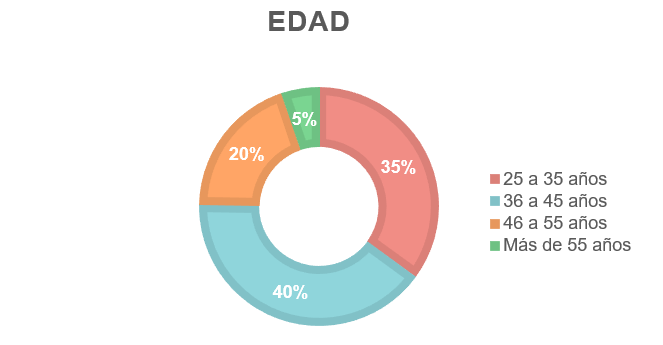 EDAD
5%
20%
35%
40%
25 a 35 años
36 a 45 años
46 a 55 años
Más de 55 años